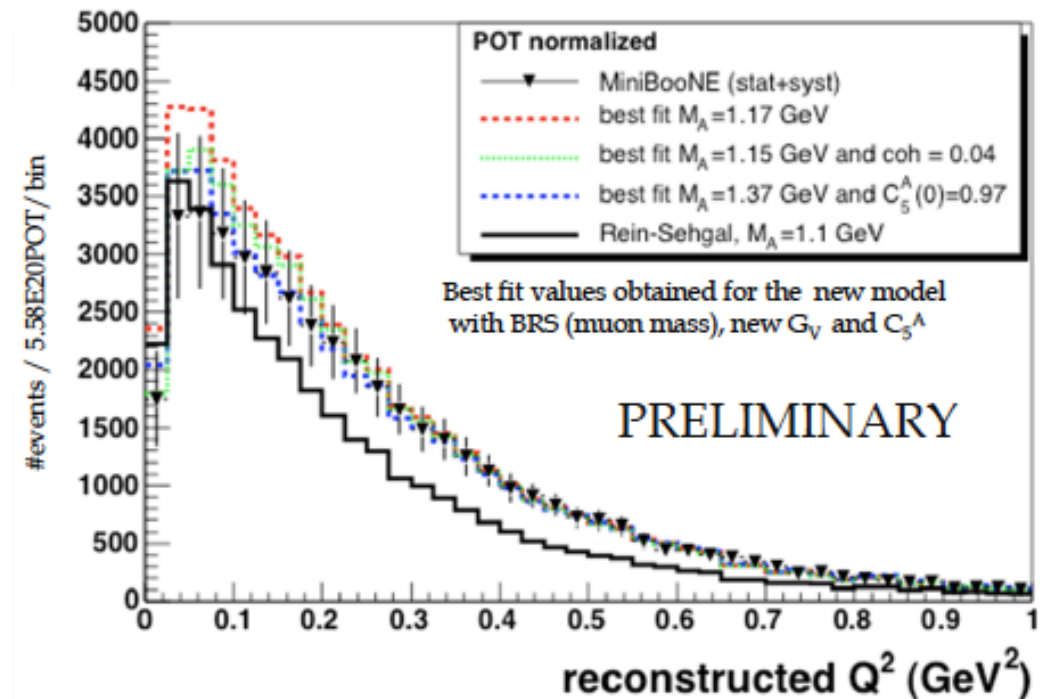 5000
4500
4000
3500
3000
2500
2000
1500
1000
500
0
#events / 5.58E20POT/bin
POT normalized
MiniBooNE (stat+syst)
best fit M_A=1.17 GeV
best fit M_A=1.15 GeV and coh = 0.04
best fit M_A=1.37 GeV and C_5^A(0)=0.97
Rein-Sehgal, M_A=1.1 GeV
Best fit values obtained for the new model
with BRS (muon mass), new G_V and C_5^A
PRELIMINARY
0 0.1 0.2 0.3 0.4 0.5 0.6 0.7 0.8 0.9 1
reconstructed Q² (GeV²)